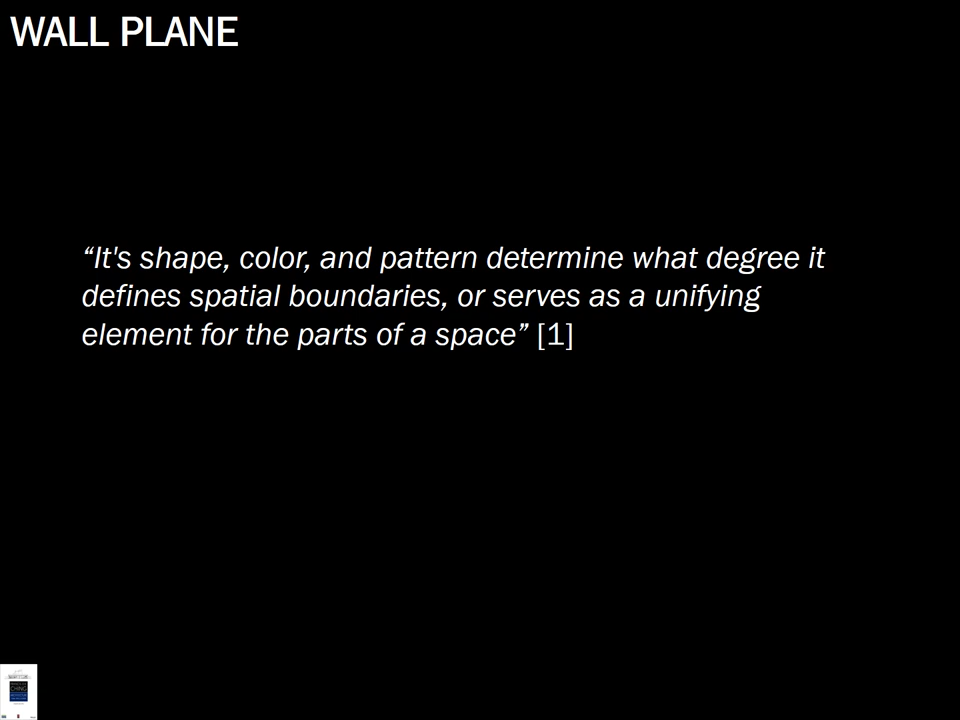 WALL PLANE
“It's shape, color, and pattern determine what degree it
defines spatial boundaries, or serves as a unifying
element for the parts of a space” [1]
CHING